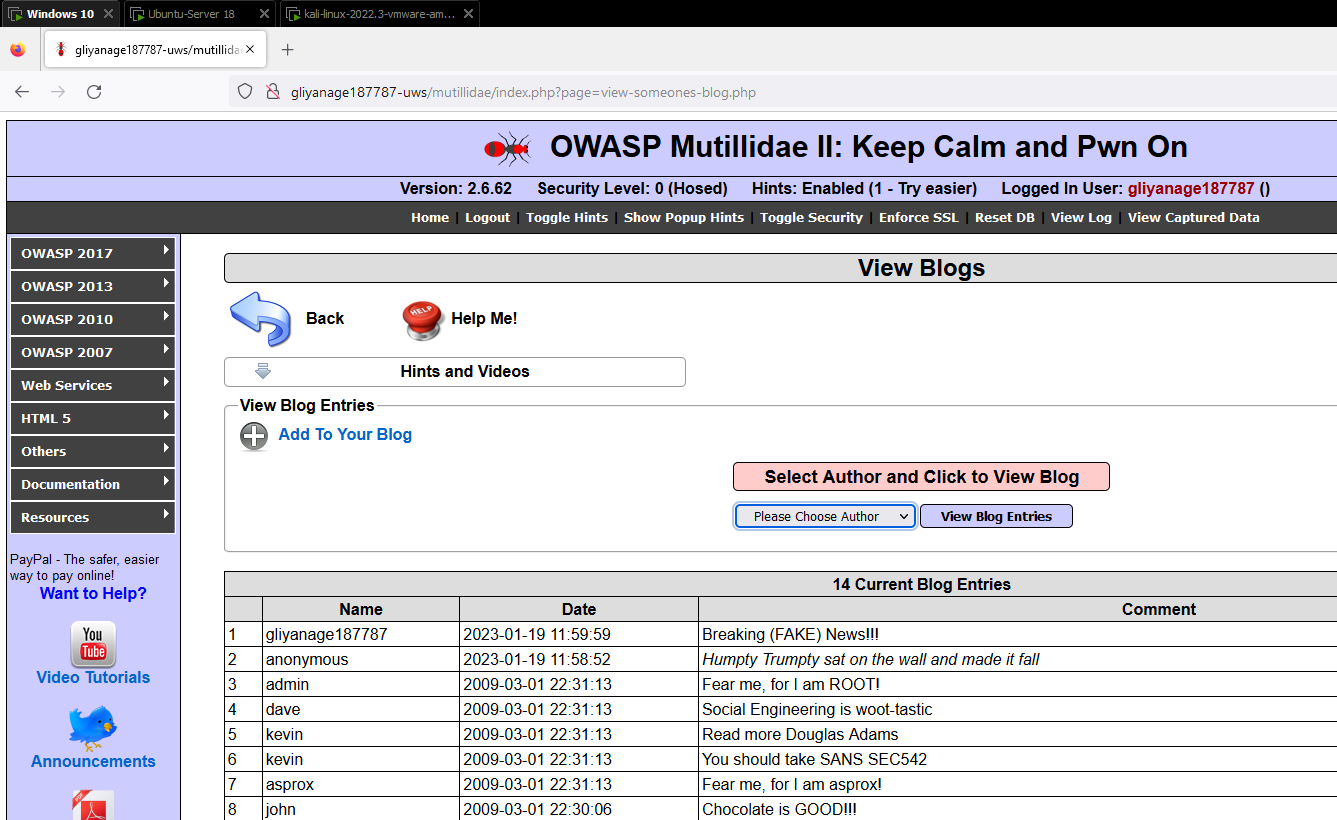 Windows 10 Ubuntu-Server 18 kali-linux-2022.3-vmware-am...
gliyanage187787-uws/mutillida
gliyanage187787-uws/mutillidae/index.php?page=view-someones-blog.php
OWASP Mutillidae II: Keep Calm and Pwn On
Version: 2.6.62 Security Level: 0 (Hosed) Hints: Enabled (1 - Try easier) Logged In User: gliyanage187787 ()
Home | Logout | Toggle Hints | Show Popup Hints | Toggle Security | Enforce SSL | Reset DB | View Log | View Captured Data
OWASP 2017
OWASP 2013
OWASP 2010
OWASP 2007
Web Services
HTML 5
Others
Documentation
Resources
PayPal - The safer, easier
way to pay online!
Want to Help?
You
Tube
Video Tutorials
Announcements
View Blogs
Back
HELP
Help Me!
Hints and Videos
View Blog Entries
Add To Your Blog
Select Author and Click to View Blog
Please Choose Author View Blog Entries
14 Current Blog Entries
Name Date Comment
1 gliyanage187787 2023-01-19 11:59:59 Breaking (FAKE) News!!!
2 anonymous 2023-01-19 11:58:52 Humpty Trumpty sat on the wall and made it fall
3 admin 2009-03-01 22:31:13 Fear me, for I am ROOT!
4 dave 2009-03-01 22:31:13 Social Engineering is woot-tastic
5 kevin 2009-03-01 22:31:13 Read more Douglas Adams
6 kevin 2009-03-01 22:31:13 You should take SANS SEC542
7 asprox 2009-03-01 22:31:13 Fear me, for I am asprox!
8 john 2009-03-01 22:30:06 Chocolate is GOOD!!!